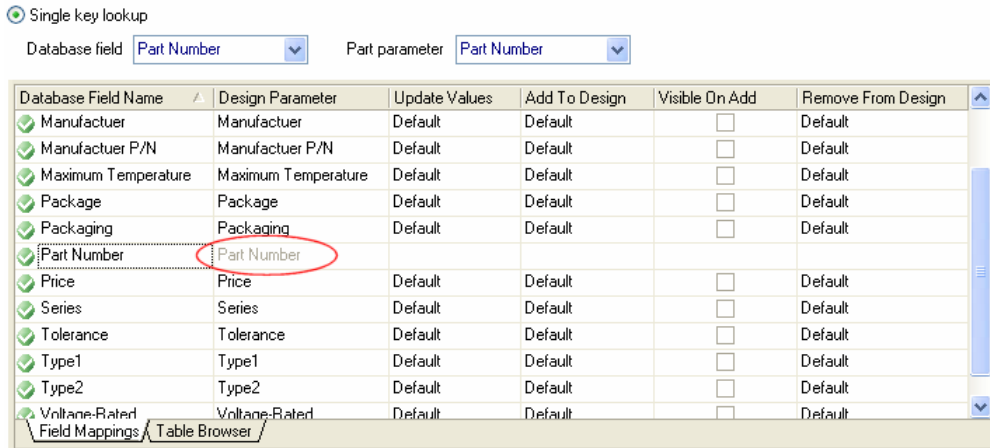 Single key lookup
Database field Part Number Part parameter Part Number
Database Field Name Design Parameter Update Values Add To Design Visible On Add Remove From Design
Manufactuer Manufactuer Default Default Default
Manufactuer P/N Manufactuer P/N Default Default Default
Maximum Temperature Maximum Temperature Default Default Default
Package Package Default Default Default
Packaging Packaging Default Default Default
Part Number Part Number
Price Price Default Default Default
Series Series Default Default Default
Tolerance Tolerance Default Default Default
Type1 Type1 Default Default Default
Type2 Type2 Default Default Default
Voltage-Rated Voltage-Rated Default Default Default
Field Mappings Table Browser